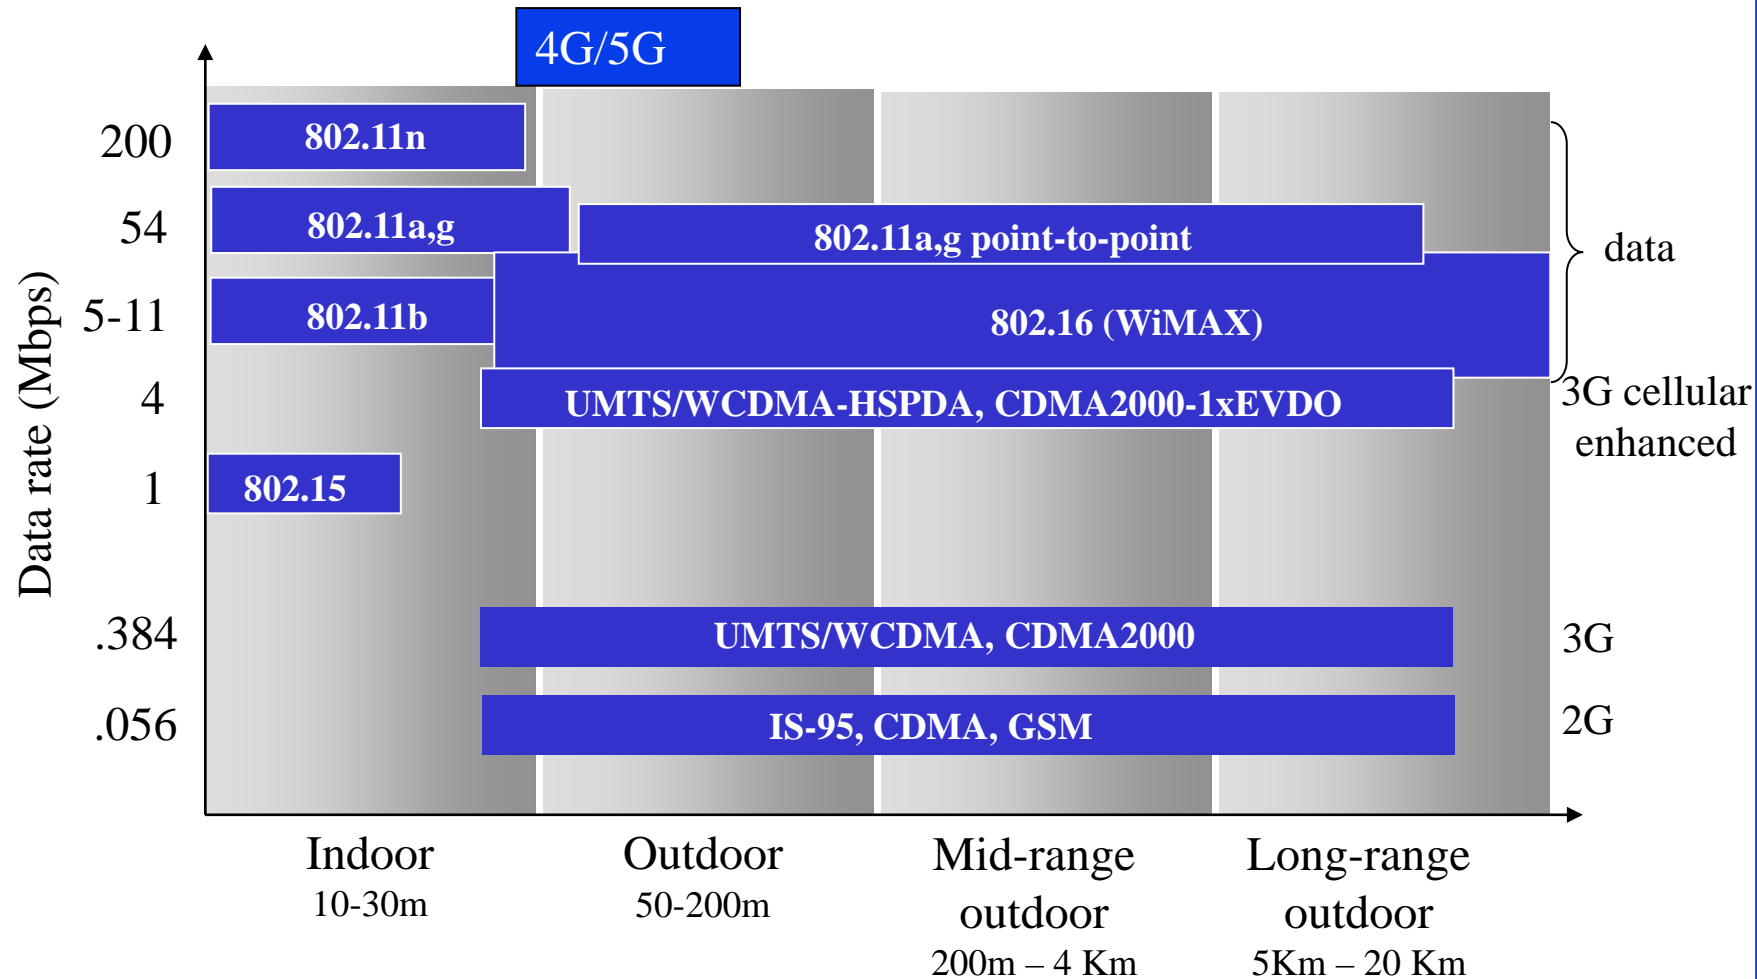 4G/5G
200
802.11n
54
802.11a,g
802.11a,g point-to-point
data
5-11
802.11b
802.16 (WiMAX)
4
UMTS/WCDMA-HSPDA, CDMA2000-1xEVDO
3G cellular
enhanced
1
802.15
Data rate (Mbps)
.384
UMTS/WCDMA, CDMA2000
3G
.056
IS-95, CDMA, GSM
2G
Indoor
10-30m
Outdoor
50-200m
Mid-range
outdoor
200m – 4 Km
Long-range
outdoor
5Km – 20 Km